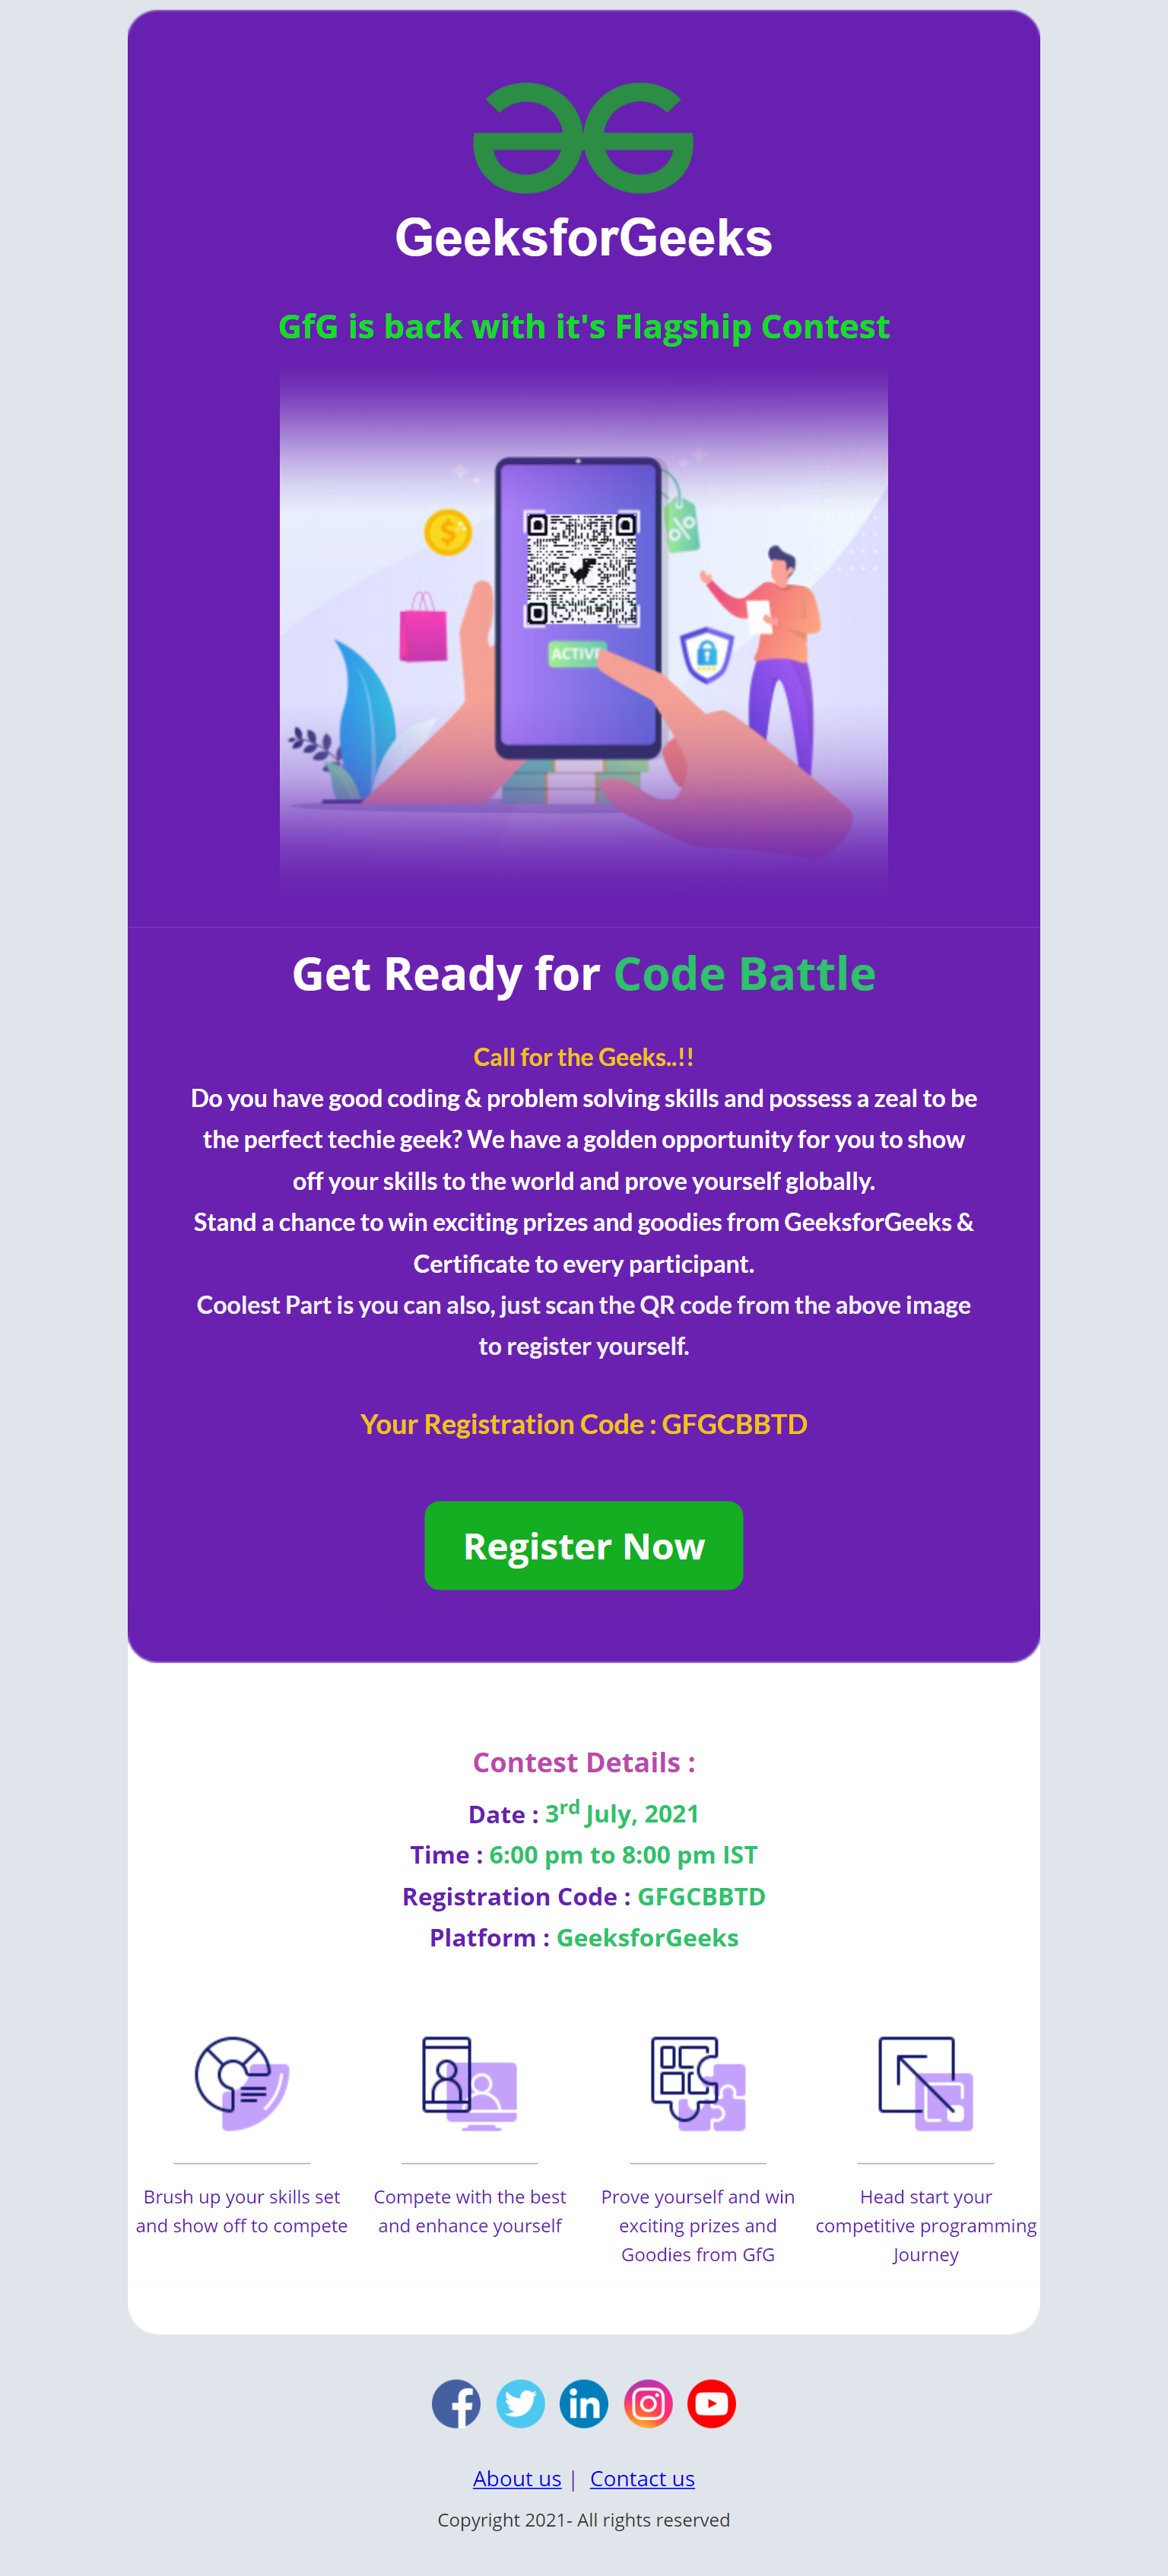 GeeksforGeeks
GfG is back with it's Flagship Contest
%
$
ACTIVE
Get Ready for Code Battle
Call for the Geeks..!!
Do you have good coding & problem solving skills and possess a zeal to be
the perfect techie geek? We have a golden opportunity for you to show
off your skills to the world and prove yourself globally.
Stand a chance to win exciting prizes and goodies from GeeksforGeeks &
Certificate to every participant.
Coolest Part is you can also, just scan the QR code from the above image
to register yourself.
Your Registration Code : GFGCBBTD
Register Now
Contest Details :
Date : 3rd July, 2021
Time : 6:00 pm to 8:00 pm IST
Registration Code : GFGCBBTD
Platform : GeeksforGeeks
Brush up your skills set
and show off to compete
Compete with the best
and enhance yourself
Prove yourself and win
exciting prizes and
Goodies from GfG
Head start your
competitive programming
Journey
f
in
About us | Contact us
Copyright 2021- All rights reserved